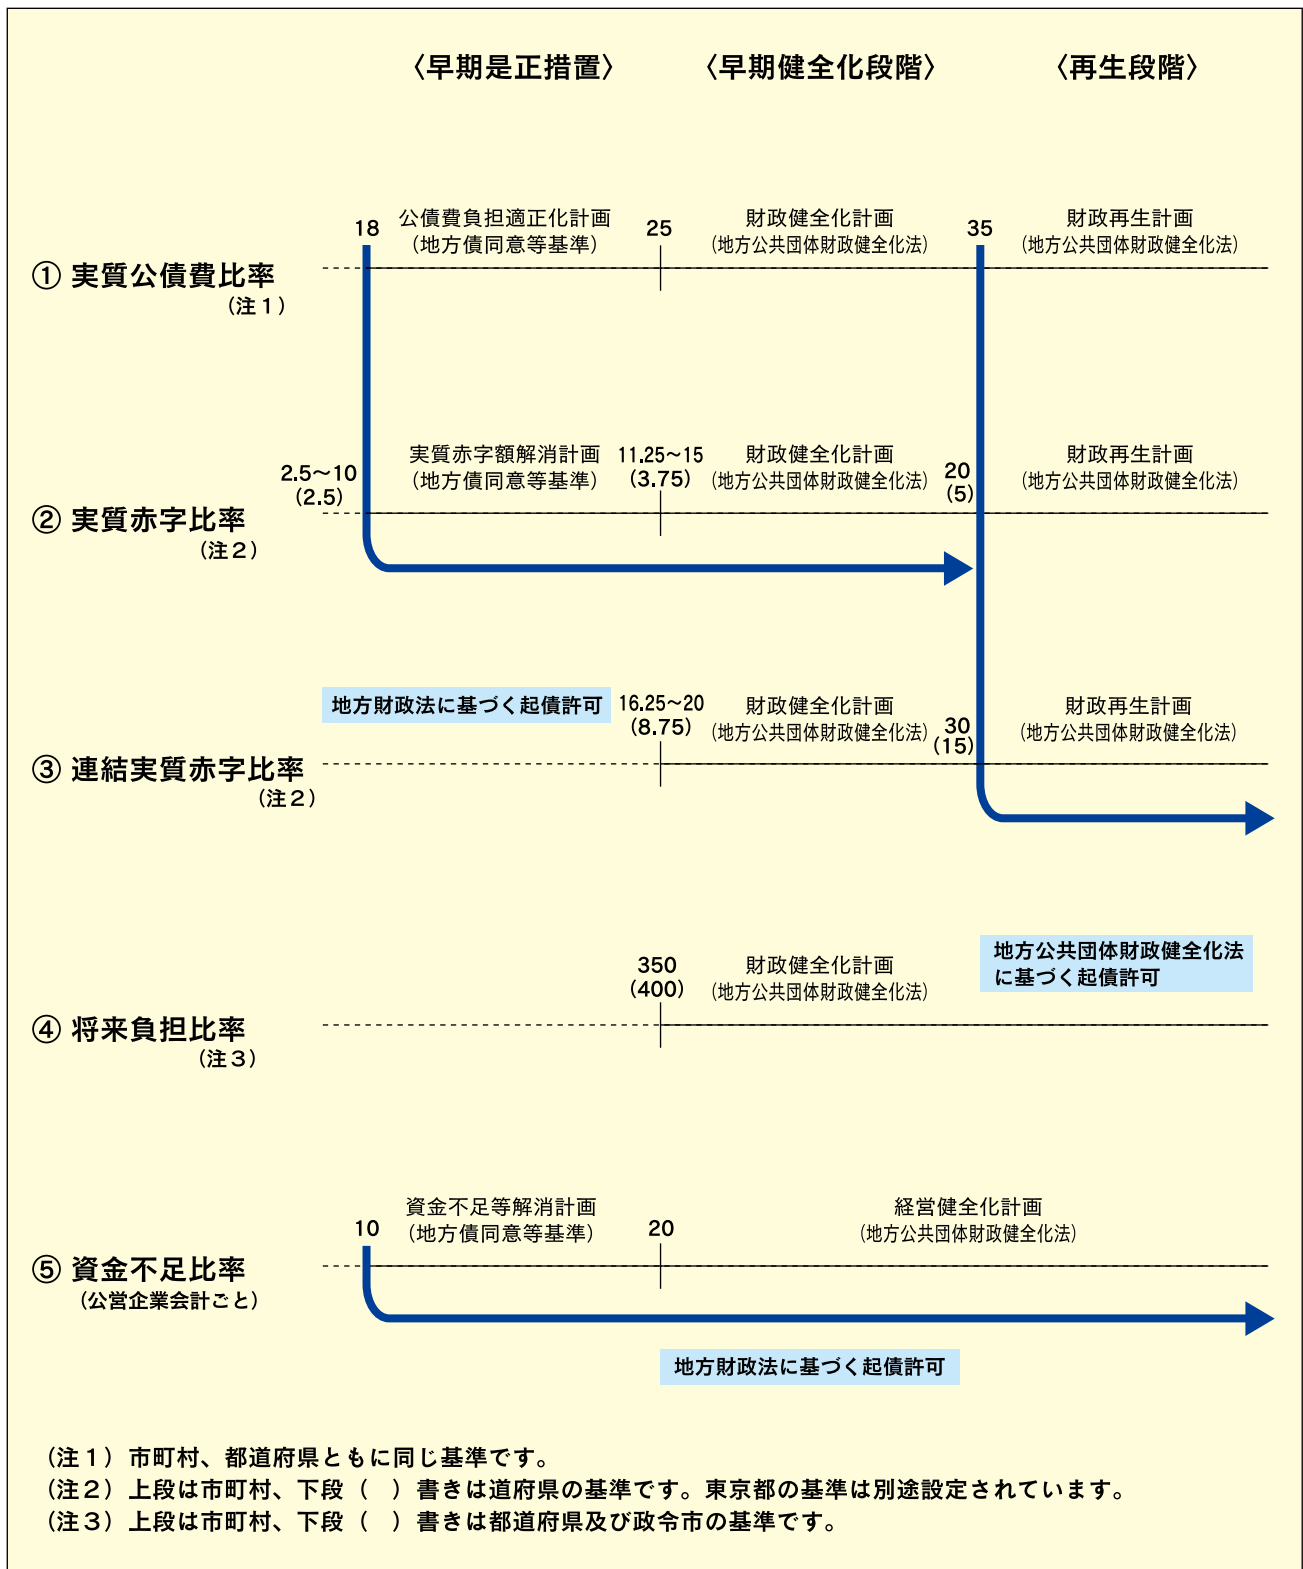 〈早期是正措置〉 〈早期健全化段階〉 〈再生段階〉
18 公債費負担適正化計画 25 財政健全化計画 35 財政再生計画
（地方債同意等基準） （地方公共団体財政健全化法） （地方公共団体財政健全化法）
① 実質公債費比率
（注１）
2.5〜10 実質赤字額解消計画 11.25〜15 財政健全化計画 20 財政再生計画
(2.5) （地方債同意等基準） (3.75) （地方公共団体財政健全化法） (5) （地方公共団体財政健全化法）
② 実質赤字比率
（注２）
地方財政法に基づく起債許可 16.25〜20 財政健全化計画 30 財政再生計画
(8.75) （地方公共団体財政健全化法） (15) （地方公共団体財政健全化法）
③ 連結実質赤字比率
（注２）
地方公共団体財政健全化法
に基づく起債許可
350 財政健全化計画
(400) （地方公共団体財政健全化法）
④ 将来負担比率
（注３）
10 資金不足等解消計画 20 経営健全化計画
（地方債同意等基準） （地方公共団体財政健全化法）
⑤ 資金不足比率
（公営企業会計ごと）
地方財政法に基づく起債許可
（注１）市町村、都道府県ともに同じ基準です。
（注２）上段は市町村、下段（　）書きは道府県の基準です。東京都の基準は別途設定されています。
（注３）上段は市町村、下段（　）書きは都道府県及び政令市の基準です。